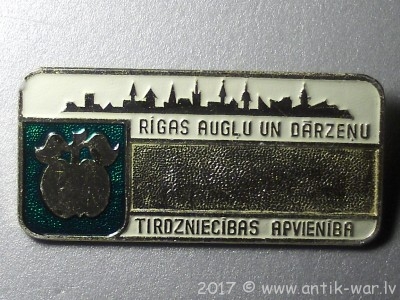 RĪGAS AUGĻU UN DĀRZEŅU
TIRDZNIECĪBAS APVIENĪBA
2017 © www.antik-war.lv